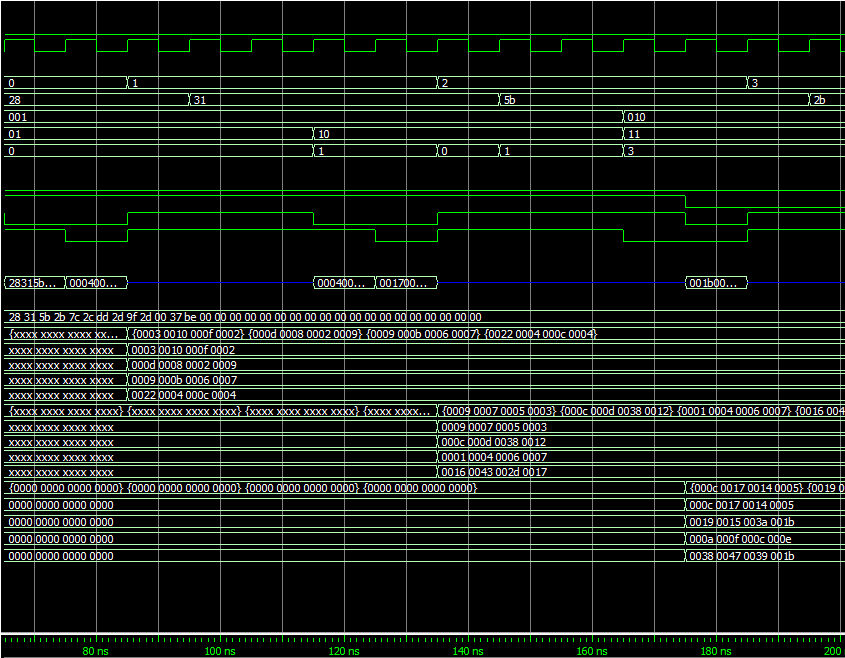 0 1 2 3
28 31 5b 2b
001 010
01 10 11
0 1 0 1 3
28315b... 000400... 000400... 001700... 001b00...
28 31 5b 2b 7c 2c dd 2d 9f 2d 00 37 be 00 00 00 00 00 00 00 00 00 00 00 00 00 00 00 00 00 00 00
{xxxx xxxx xxxx xx... {0003 0010 000f 0002} {000d 0008 0002 0009} {0009 000b 0006 0007} {0022 0004 000c 0004}
xxxx xxxx xxxx xxxx 0003 0010 000f 0002
xxxx xxxx xxxx xxxx 000d 0008 0002 0009
xxxx xxxx xxxx xxxx 0009 000b 0006 0007
xxxx xxxx xxxx xxxx 0022 0004 000c 0004
{xxxx xxxx xxxx xxxx} {xxxx xxxx xxxx xxxx} {xxxx xxxx xxxx xxxx} {xxxx xxxx... {0009 0007 0005 0003} {000c 000d 0038 0012} {0001 0004 0006 0007} {0016 004
xxxx xxxx xxxx xxxx 0009 0007 0005 0003
xxxx xxxx xxxx xxxx 000c 000d 0038 0012
xxxx xxxx xxxx xxxx 0001 0004 0006 0007
xxxx xxxx xxxx xxxx 0016 0043 002d 0017
{0000 0000 0000 0000} {0000 0000 0000 0000} {0000 0000 0000 0000} {0000 0000 0000 0000} {000c 0017 0014 0005} {0019 0
0000 0000 0000 0000 000c 0017 0014 0005
0000 0000 0000 0000 0019 0015 003a 001b
0000 0000 0000 0000 000a 000f 000c 000e
0000 0000 0000 0000 0038 0047 0039 001b
80 ns 100 ns 120 ns 140 ns 160 ns 180 ns 200